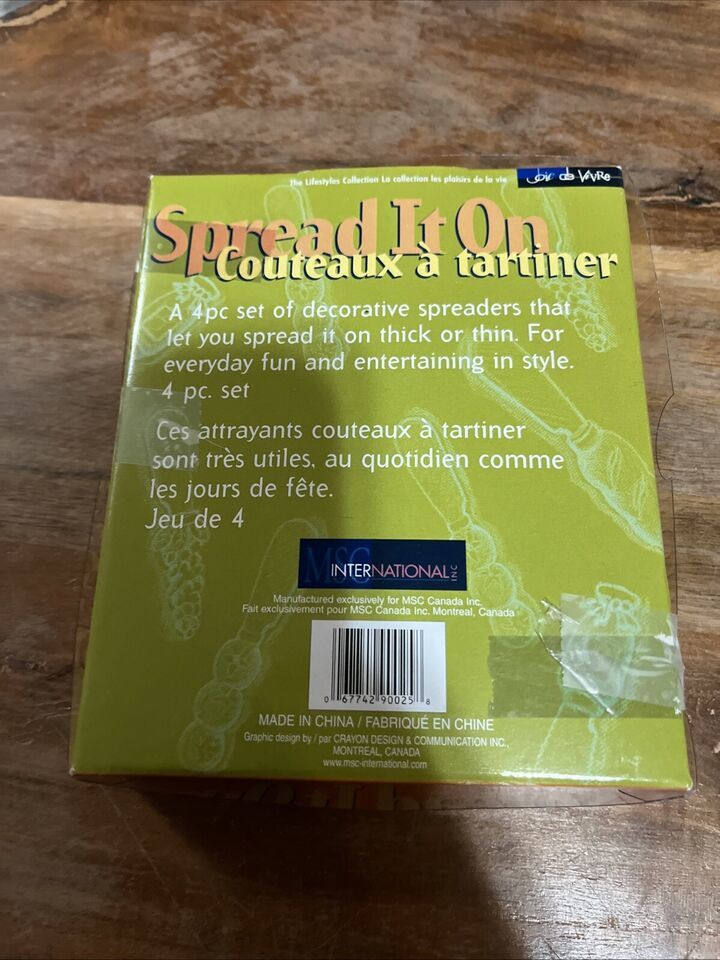 The Lifestyles Collection La collection les plaisirs de la vie
Joie de Vivre
Spread It On
Couteaux à tartiner
A 4pc set of decorative spreaders that
let you spread it on thick or thin. For
everyday fun and entertaining in style.
4 pc. set
Ces attrayants couteaux à tartiner
sont très utiles, au quotidien comme
les jours de fête.
Jeu de 4
MSC INTERNATIONAL INC
Manufactured exclusively for MSC Canada Inc.
Fait exclusivement pour MSC Canada Inc. Montreal, Canada
0 67742 90025 8
MADE IN CHINA / FABRIQUÉ EN CHINE
Graphic design by / par CRAYON DESIGN & COMMUNICATION INC.,
MONTREAL, CANADA
www.msc-international.com